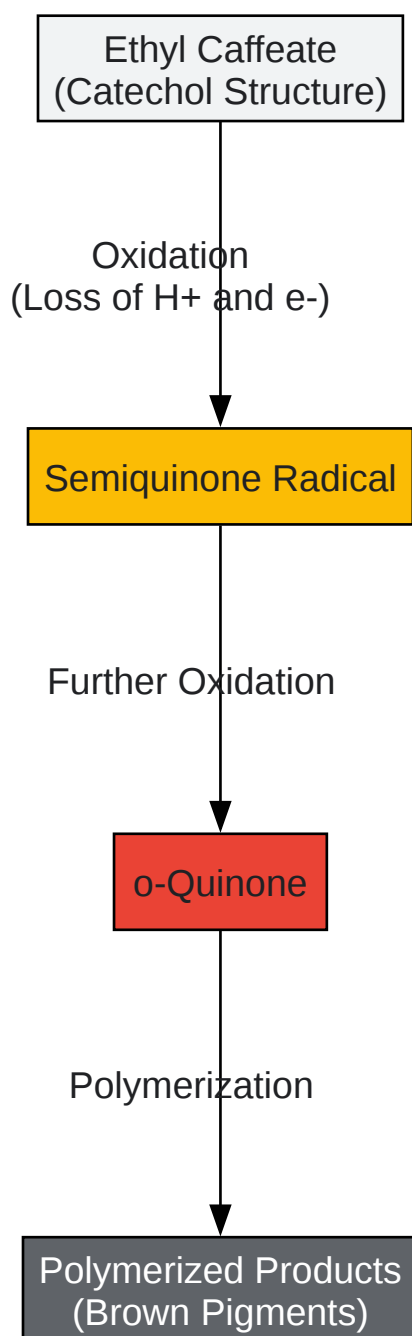 Ethyl Caffeate
(Catechol Structure)
Oxidation
(Loss of H+ and e-)
Semiquinone Radical
Further Oxidation
o-Quinone
Polymerization
Polymerized Products
(Brown Pigments)